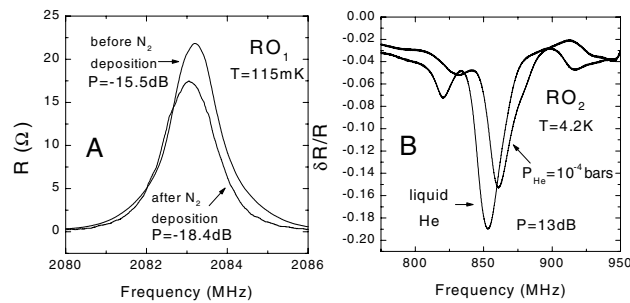 25
20
15
10
5
0
R (Ω)
before N2
deposition
P=-15.5dB
RO1
T=115mK
A
after N2
deposition
P=-18.4dB
2080
2082
2084
2086
Frequency (MHz)
0.00
-0.02
-0.04
-0.06
-0.08
-0.10
-0.12
-0.14
-0.16
-0.18
-0.20
δR/R
RO2
T=4.2K
B
PHe=10-4 bars
liquid
He
P=13dB
800
850
900
950
Frequency (MHz)